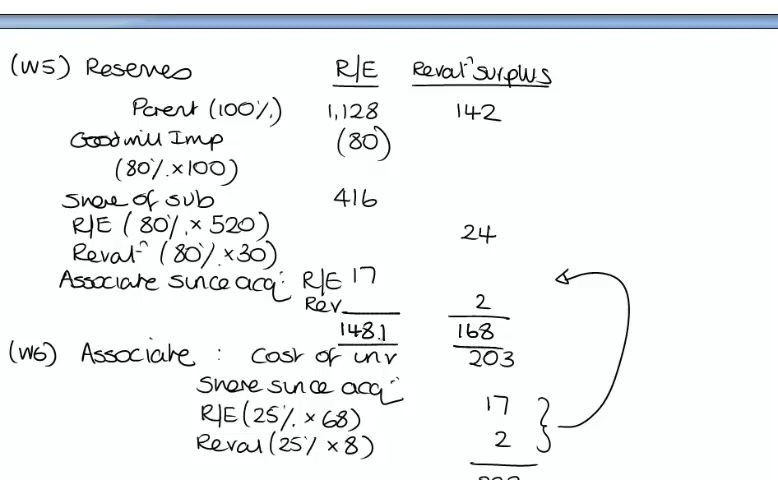 (W5) Reserves R/E Revalⁿ surplus
Parent (100%) 1,128 142
Goodwill Imp (80)
(80% × 100)
Share of sub 416
R/E (80% × 520) 24
Revalⁿ (80% × 30)
Associate since acq: R/E 17
Rev 2
1481 168
(W6) Associate : Cost of inv 203
Share since acq:
R/E (25% × 68) 17
Reval (25% × 8) 2